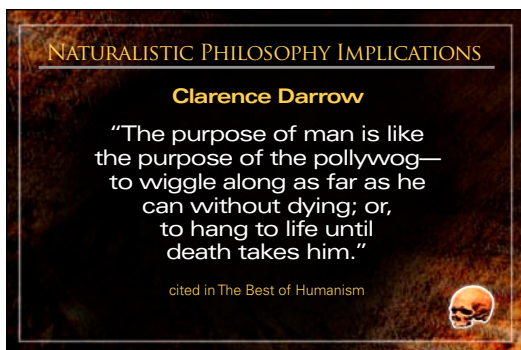 NATURALISTIC PHILOSOPHY IMPLICATIONS
Clarence Darrow
“The purpose of man is like
the purpose of the pollywog—
to wiggle along as far as he
can without dying; or,
to hang to life until
death takes him.”
cited in The Best of Humanism